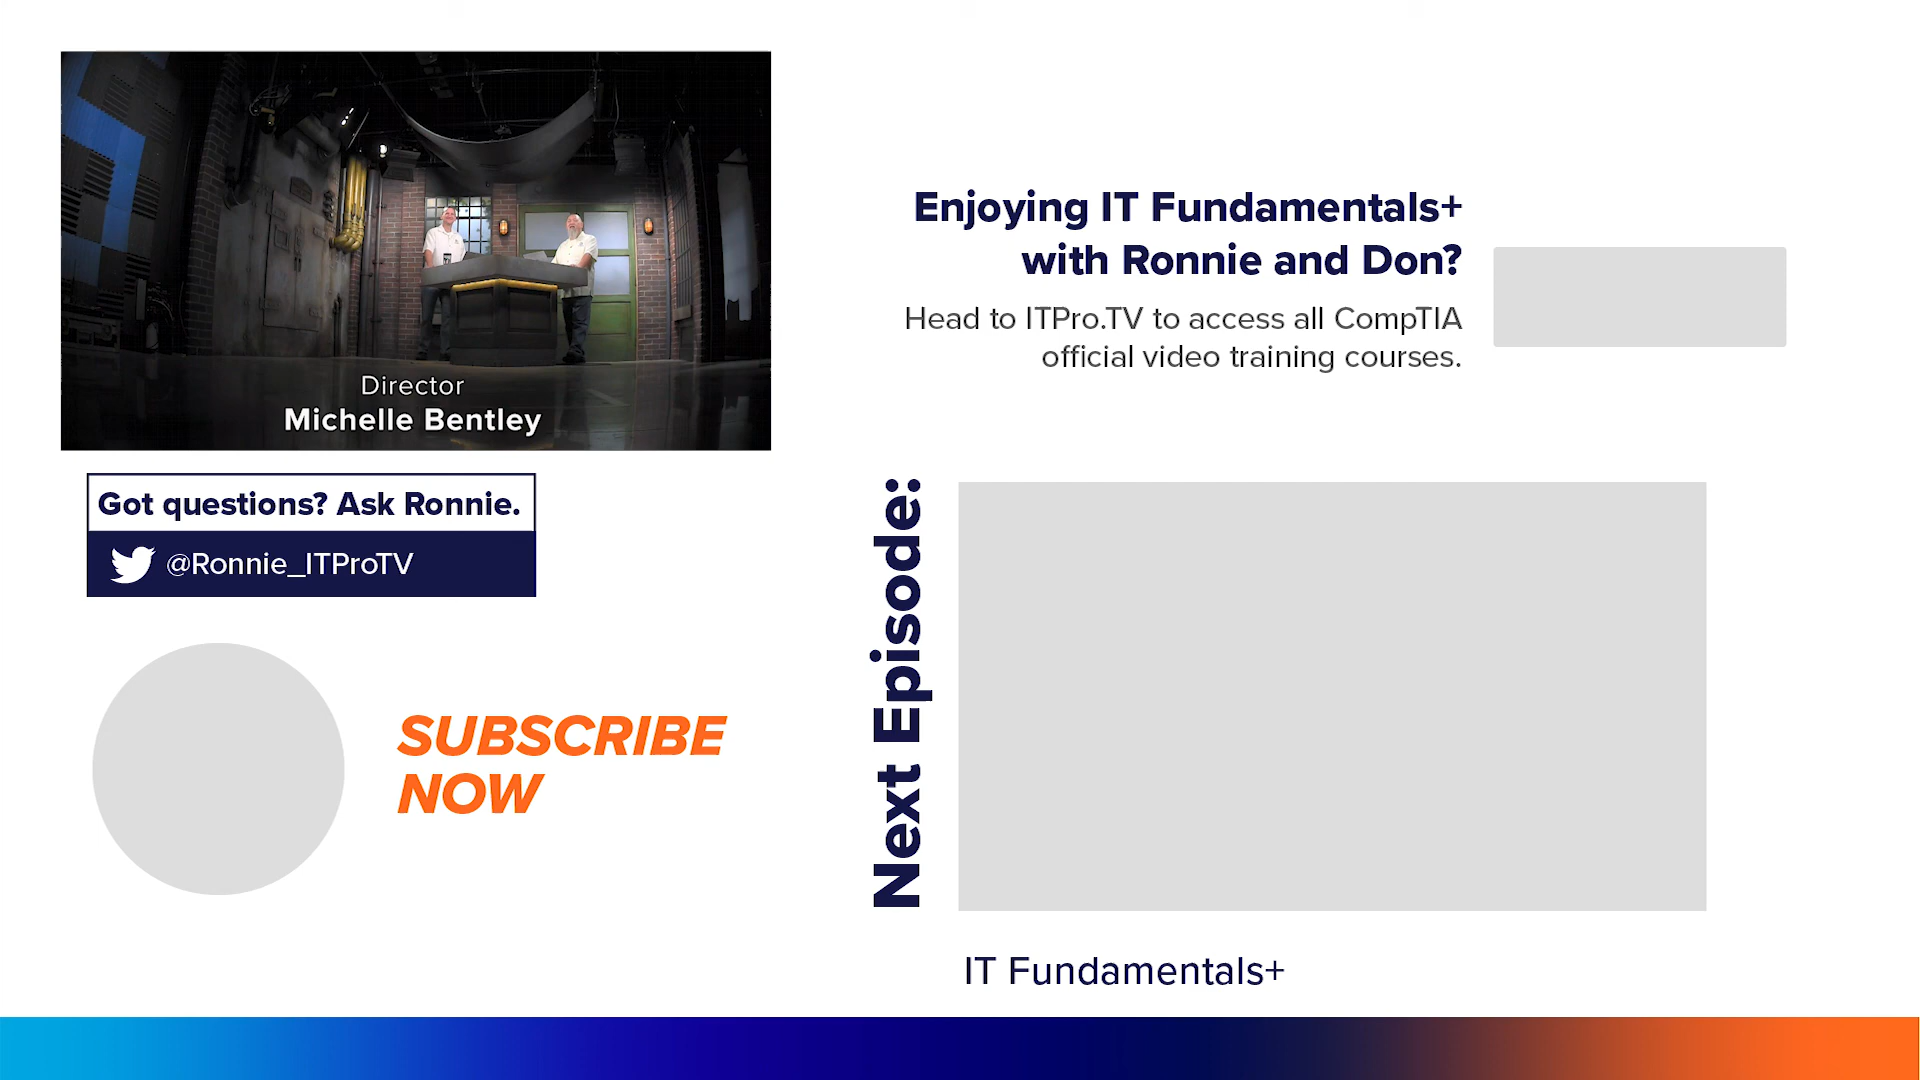 Director
Michelle Bentley
Got questions? Ask Ronnie.
@Ronnie_ITProTV
SUBSCRIBE
NOW
Enjoying IT Fundamentals+
with Ronnie and Don?
Head to ITPro.TV to access all CompTIA
official video training courses.
Next Episode:
IT Fundamentals+